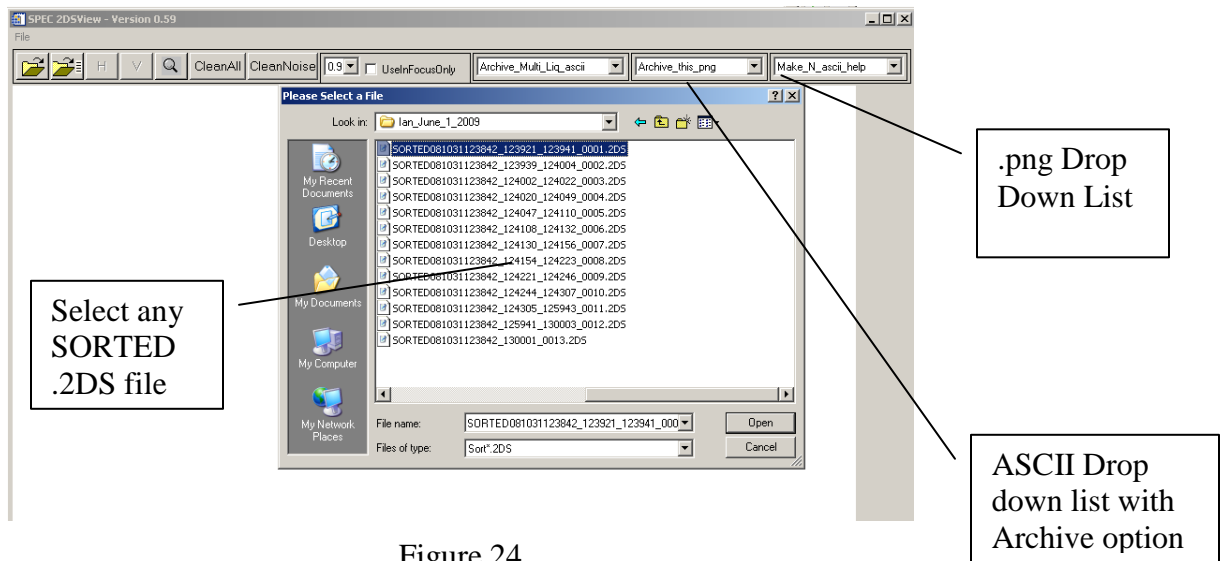 SPEC 2DSView - Version 0.59
File
H V CleanAll CleanNoise 0.9 UseInFocusOnly Archive_Multi_Liq_ascii Archive_this_png Make_N_ascii_help
Please Select a File
Look in: Ian_June_1_2009
My Recent
Documents
Desktop
My Documents
My Computer
My Network
Places
SORTED081031123842_123921_123941_0001.2DS
SORTED081031123842_123939_124004_0002.2DS
SORTED081031123842_124002_124022_0003.2DS
SORTED081031123842_124020_124049_0004.2DS
SORTED081031123842_124047_124110_0005.2DS
SORTED081031123842_124108_124132_0006.2DS
SORTED081031123842_124130_124156_0007.2DS
SORTED081031123842_124154_124223_0008.2DS
SORTED081031123842_124221_124246_0009.2DS
SORTED081031123842_124244_124307_0010.2DS
SORTED081031123842_124305_125943_0011.2DS
SORTED081031123842_125941_130003_0012.2DS
SORTED081031123842_130001_0013.2DS
File name: SORTED081031123842_123921_123941_000 Open
Files of type: Sort*.2DS Cancel
.png Drop
Down List
Select any
SORTED
.2DS file
ASCII Drop
down list with
Archive option
Figure 24